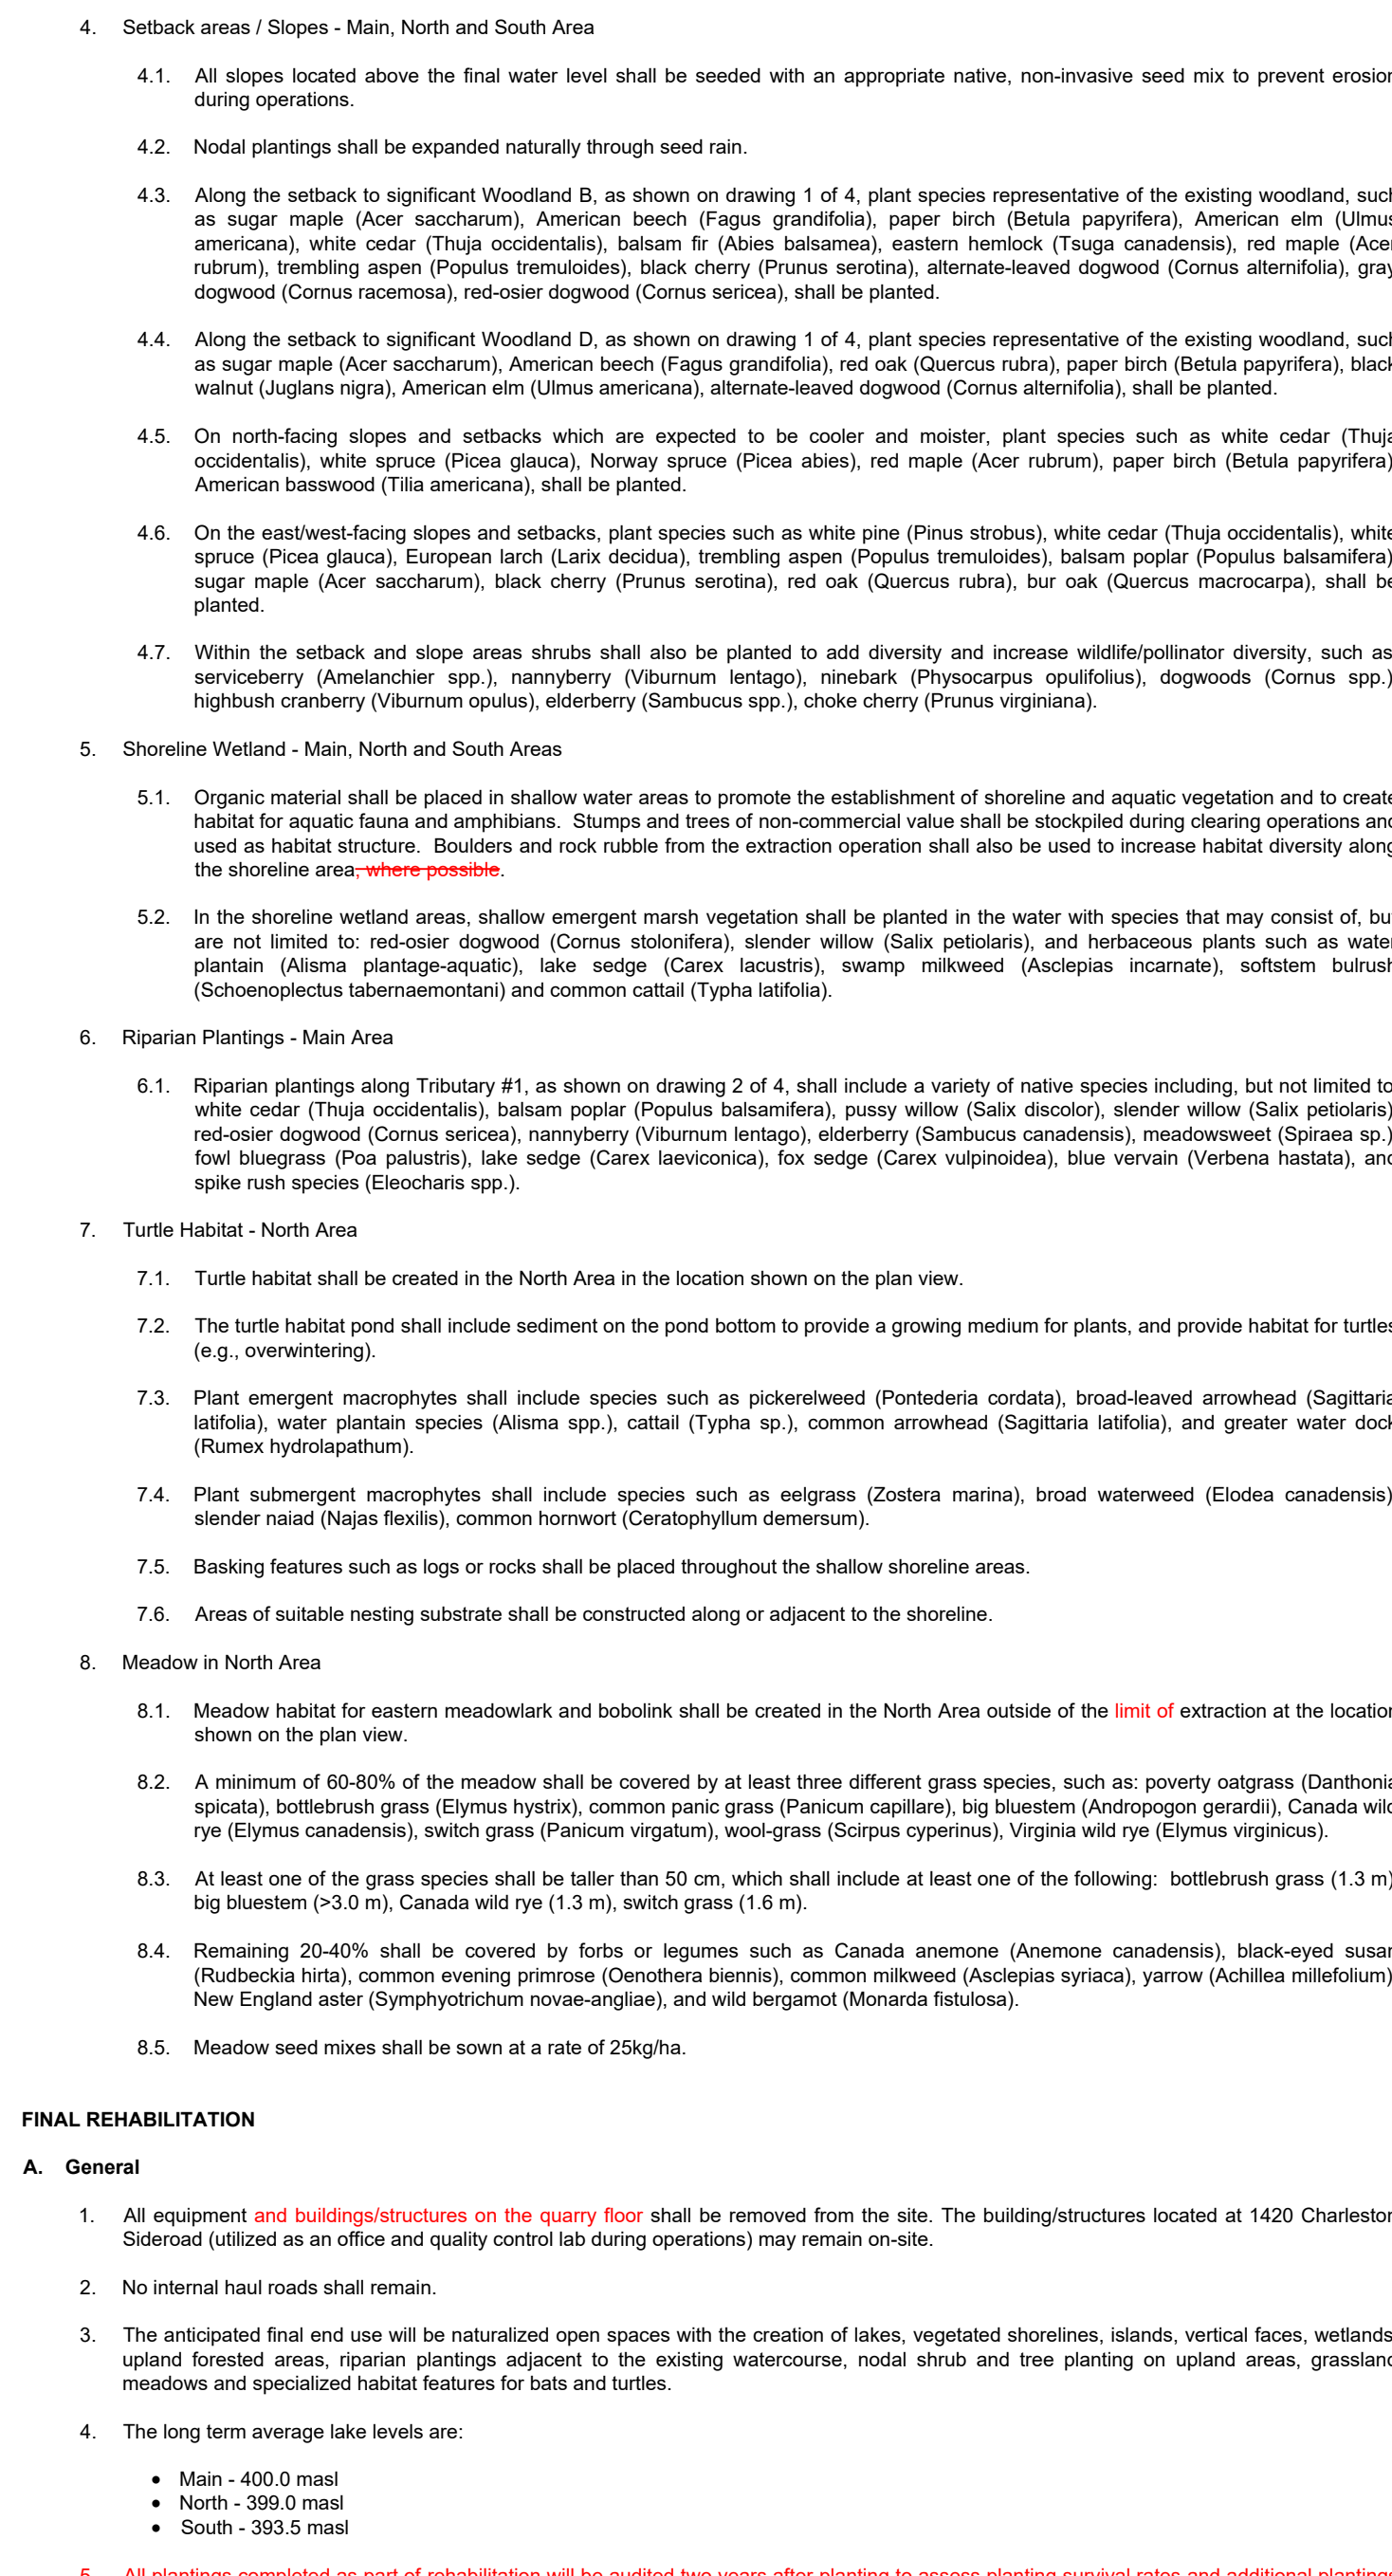 4. Setback areas / Slopes - Main, North and South Area
4.1. All slopes located above the final water level shall be seeded with an appropriate native, non-invasive seed mix to prevent erosion
during operations.
4.2. Nodal plantings shall be expanded naturally through seed rain.
4.3. Along the setback to significant Woodland B, as shown on drawing 1 of 4, plant species representative of the existing woodland, such
as sugar maple (Acer saccharum), American beech (Fagus grandifolia), paper birch (Betula papyrifera), American elm (Ulmus
americana), white cedar (Thuja occidentalis), balsam fir (Abies balsamea), eastern hemlock (Tsuga canadensis), red maple (Acer
rubrum), trembling aspen (Populus tremuloides), black cherry (Prunus serotina), alternate-leaved dogwood (Cornus alternifolia), gray
dogwood (Cornus racemosa), red-osier dogwood (Cornus sericea), shall be planted.
4.4. Along the setback to significant Woodland D, as shown on drawing 1 of 4, plant species representative of the existing woodland, such
as sugar maple (Acer saccharum), American beech (Fagus grandifolia), red oak (Quercus rubra), paper birch (Betula papyrifera), black
walnut (Juglans nigra), American elm (Ulmus americana), alternate-leaved dogwood (Cornus alternifolia), shall be planted.
4.5. On north-facing slopes and setbacks which are expected to be cooler and moister, plant species such as white cedar (Thuja
occidentalis), white spruce (Picea glauca), Norway spruce (Picea abies), red maple (Acer rubrum), paper birch (Betula papyrifera)
American basswood (Tilia americana), shall be planted.
4.6. On the east/west-facing slopes and setbacks, plant species such as white pine (Pinus strobus), white cedar (Thuja occidentalis), white
spruce (Picea glauca), European larch (Larix decidua), trembling aspen (Populus tremuloides), balsam poplar (Populus balsamifera)
sugar maple (Acer saccharum), black cherry (Prunus serotina), red oak (Quercus rubra), bur oak (Quercus macrocarpa), shall be
planted.
4.7. Within the setback and slope areas shrubs shall also be planted to add diversity and increase wildlife/pollinator diversity, such as
serviceberry (Amelanchier spp.), nannyberry (Viburnum lentago), ninebark (Physocarpus opulifolius), dogwoods (Cornus spp.)
highbush cranberry (Viburnum opulus), elderberry (Sambucus spp.), choke cherry (Prunus virginiana).
5. Shoreline Wetland - Main, North and South Areas
5.1. Organic material shall be placed in shallow water areas to promote the establishment of shoreline and aquatic vegetation and to create
habitat for aquatic fauna and amphibians. Stumps and trees of non-commercial value shall be stockpiled during clearing operations and
used as habitat structure. Boulders and rock rubble from the extraction operation shall also be used to increase habitat diversity along
the shoreline area, where possible.
5.2. In the shoreline wetland areas, shallow emergent marsh vegetation shall be planted in the water with species that may consist of, but
are not limited to: red-osier dogwood (Cornus stolonifera), slender willow (Salix petiolaris), and herbaceous plants such as water
plantain (Alisma plantage-aquatic), lake sedge (Carex lacustris), swamp milkweed (Asclepias incarnate), softstem bulrush
(Schoenoplectus tabernaemontani) and common cattail (Typha latifolia).
6. Riparian Plantings - Main Area
6.1. Riparian plantings along Tributary #1, as shown on drawing 2 of 4, shall include a variety of native species including, but not limited to
white cedar (Thuja occidentalis), balsam poplar (Populus balsamifera), pussy willow (Salix discolor), slender willow (Salix petiolaris)
red-osier dogwood (Cornus sericea), nannyberry (Viburnum lentago), elderberry (Sambucus canadensis), meadowsweet (Spiraea sp.)
fowl bluegrass (Poa palustris), lake sedge (Carex laeviconica), fox sedge (Carex vulpinoidea), blue vervain (Verbena hastata), and
spike rush species (Eleocharis spp.).
7. Turtle Habitat - North Area
7.1. Turtle habitat shall be created in the North Area in the location shown on the plan view.
7.2. The turtle habitat pond shall include sediment on the pond bottom to provide a growing medium for plants, and provide habitat for turtles
(e.g., overwintering).
7.3. Plant emergent macrophytes shall include species such as pickerelweed (Pontederia cordata), broad-leaved arrowhead (Sagittaria
latifolia), water plantain species (Alisma spp.), cattail (Typha sp.), common arrowhead (Sagittaria latifolia), and greater water dock
(Rumex hydrolapathum).
7.4. Plant submergent macrophytes shall include species such as eelgrass (Zostera marina), broad waterweed (Elodea canadensis)
slender naiad (Najas flexilis), common hornwort (Ceratophyllum demersum).
7.5. Basking features such as logs or rocks shall be placed throughout the shallow shoreline areas.
7.6. Areas of suitable nesting substrate shall be constructed along or adjacent to the shoreline.
8. Meadow in North Area
8.1. Meadow habitat for eastern meadowlark and bobolink shall be created in the North Area outside of the limit of extraction at the location
shown on the plan view.
8.2. A minimum of 60-80% of the meadow shall be covered by at least three different grass species, such as: poverty oatgrass (Danthonia
spicata), bottlebrush grass (Elymus hystrix), common panic grass (Panicum capillare), big bluestem (Andropogon gerardii), Canada wild
rye (Elymus canadensis), switch grass (Panicum virgatum), wool-grass (Scirpus cyperinus), Virginia wild rye (Elymus virginicus).
8.3. At least one of the grass species shall be taller than 50 cm, which shall include at least one of the following: bottlebrush grass (1.3 m)
big bluestem (>3.0 m), Canada wild rye (1.3 m), switch grass (1.6 m).
8.4. Remaining 20-40% shall be covered by forbs or legumes such as Canada anemone (Anemone canadensis), black-eyed susan
(Rudbeckia hirta), common evening primrose (Oenothera biennis), common milkweed (Asclepias syriaca), yarrow (Achillea millefolium)
New England aster (Symphyotrichum novae-angliae), and wild bergamot (Monarda fistulosa).
8.5. Meadow seed mixes shall be sown at a rate of 25kg/ha.
FINAL REHABILITATION
A. General
1. All equipment and buildings/structures on the quarry floor shall be removed from the site. The building/structures located at 1420 Charleston
Sideroad (utilized as an office and quality control lab during operations) may remain on-site.
2. No internal haul roads shall remain.
3. The anticipated final end use will be naturalized open spaces with the creation of lakes, vegetated shorelines, islands, vertical faces, wetlands
upland forested areas, riparian plantings adjacent to the existing watercourse, nodal shrub and tree planting on upland areas, grassland
meadows and specialized habitat features for bats and turtles.
4. The long term average lake levels are:
• Main - 400.0 masl
• North - 399.0 masl
• South - 393.5 masl
5. All plantings completed as part of rehabilitation will be audited two years after planting to assess planting survival rates and additional plantings